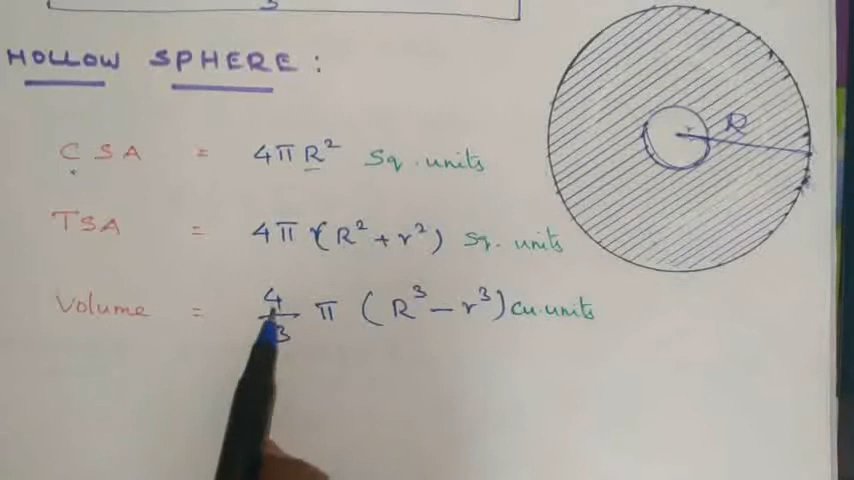 HOLLOW SPHERE :
CSA = 4πR² Sq. units
TSA = 4π (R² + r²) Sq. units
Volume = 4/3 π (R³ − r³) cu. units
R